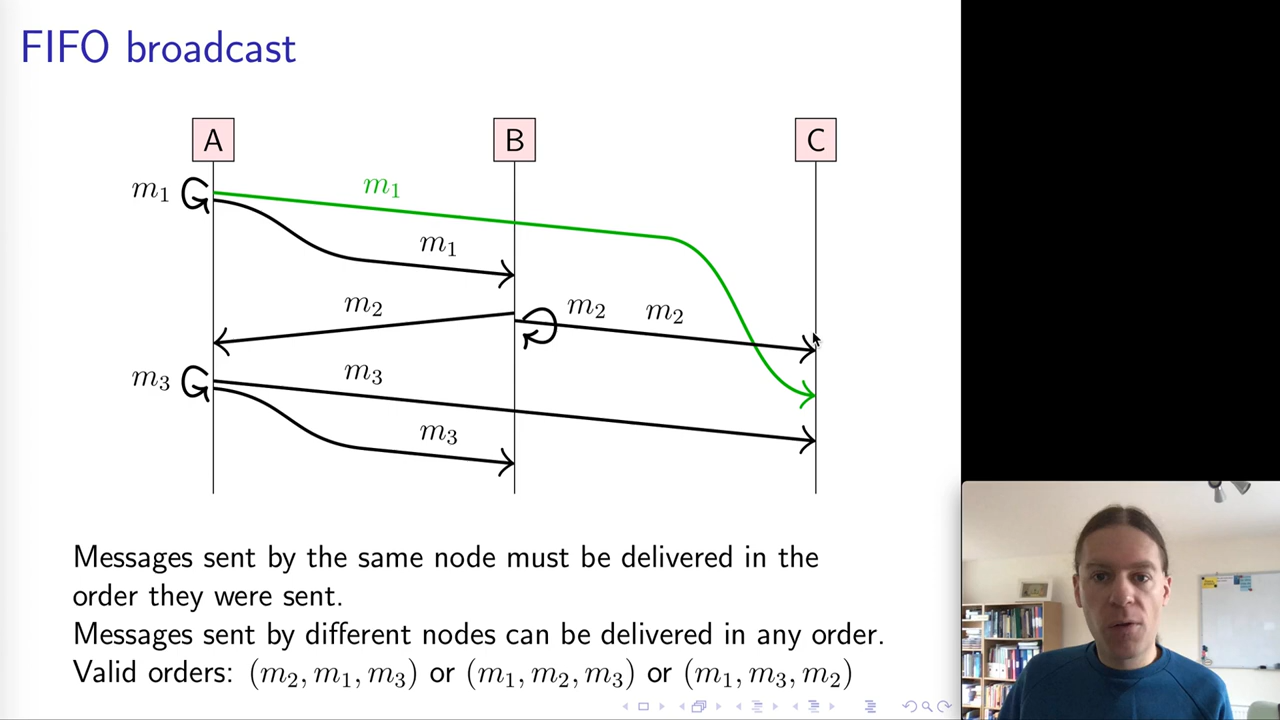 FIFO broadcast
A
B
C
m₁
m₁
m₁
m₂
m₂
m₂
m₃
m₃
m₃
Messages sent by the same node must be delivered in the
order they were sent.
Messages sent by different nodes can be delivered in any order.
Valid orders: (m₂, m₁, m₃) or (m₁, m₂, m₃) or (m₁, m₃, m₂)